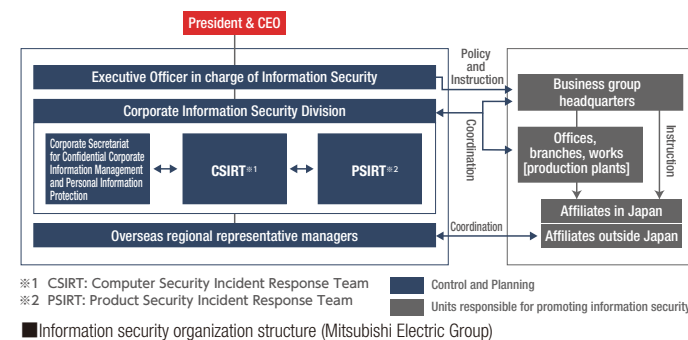 President & CEO
Executive Officer in charge of Information Security
Corporate Information Security Division
Corporate Secretariat
for Confidential Corporate
Information Management
and Personal Information
Protection
CSIRT※1
PSIRT※2
Overseas regional representative managers
Policy
and
Instruction
Coordination
Coordination
Business group
headquarters
Offices,
branches, works
[production plants]
Instruction
Affiliates in Japan
Affiliates outside Japan
※1 CSIRT: Computer Security Incident Response Team
※2 PSIRT: Product Security Incident Response Team
Control and Planning
Units responsible for promoting information security
■Information security organization structure (Mitsubishi Electric Group)